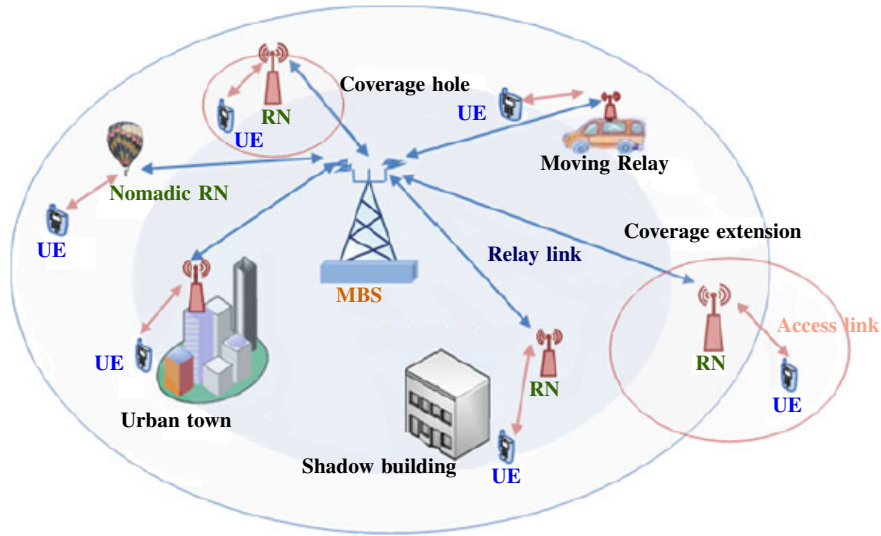 Coverage hole
UE
RN
UE
Moving Relay
Nomadic RN
UE
Coverage extension
Relay link
MBS
Access link
UE
RN
RN
UE
Urban town
Shadow building
UE